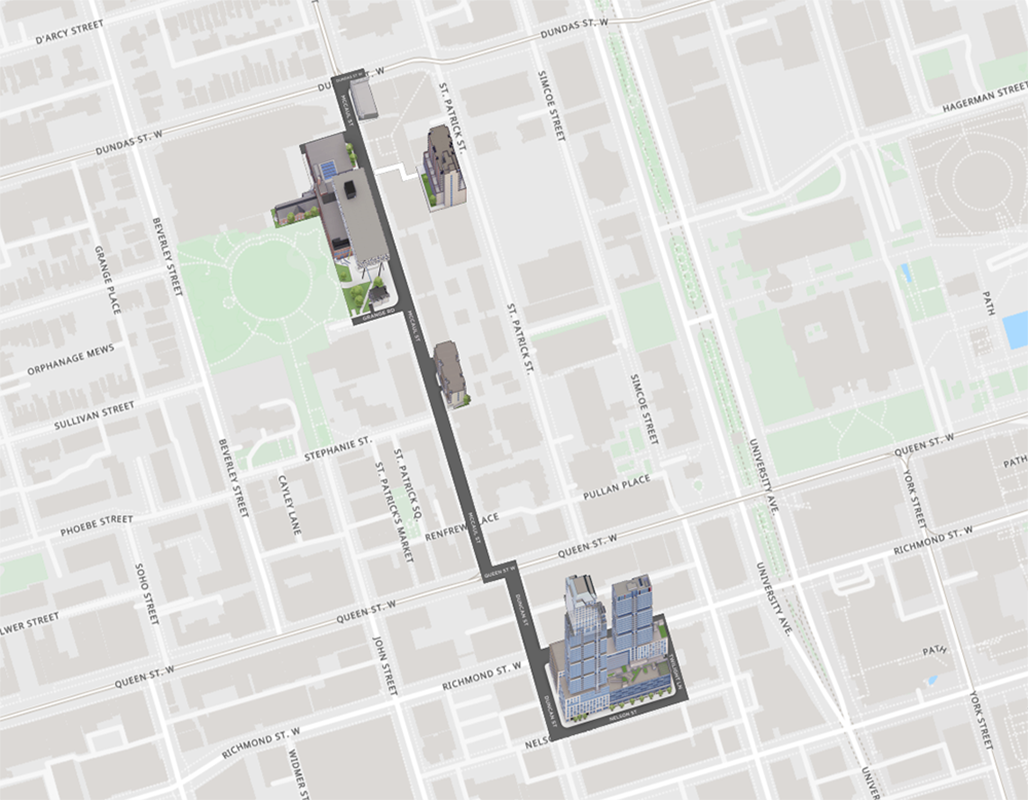 D'ARCY STREET
DUNDAS ST. W
DUNDAS ST W
ST. W
MCCAUL ST
ST. PATRICK ST.
SIMCOE STREET
HAGERMAN STREET
DUNDAS ST. W
BEVERLEY STREET
GRANGE PLACE
PATH
GRANGE RD
MCCAUL ST
ST. PATRICK ST.
ORPHANAGE MEWS
SIMCOE STREET
SULLIVAN STREET
UNIVERSITY AVE
QUEEN ST. W
STEPHANIE ST.
BEVERLEY STREET
ST. PATRICK SQ.
ST. PATRICK'S MARKET
CAYLEY LANE
PULLAN PLACE
YORK STREET
PATH
PHOEBE STREET
MCCAUL ST
QUEEN ST. W
RICHMOND ST. W
QUEEN ST W
SOHO STREET
UNIVERSITY AVE.
DUNCAN ST
QUEEN ST. W
LWER STREET
JOHN STREET
PATH
QUEEN ST. W
RICHMOND ST. W
DUNCAN ST
NELSON ST
YORK STREET
RICHMOND ST. W
NELS
WIDMER ST
UNIVER